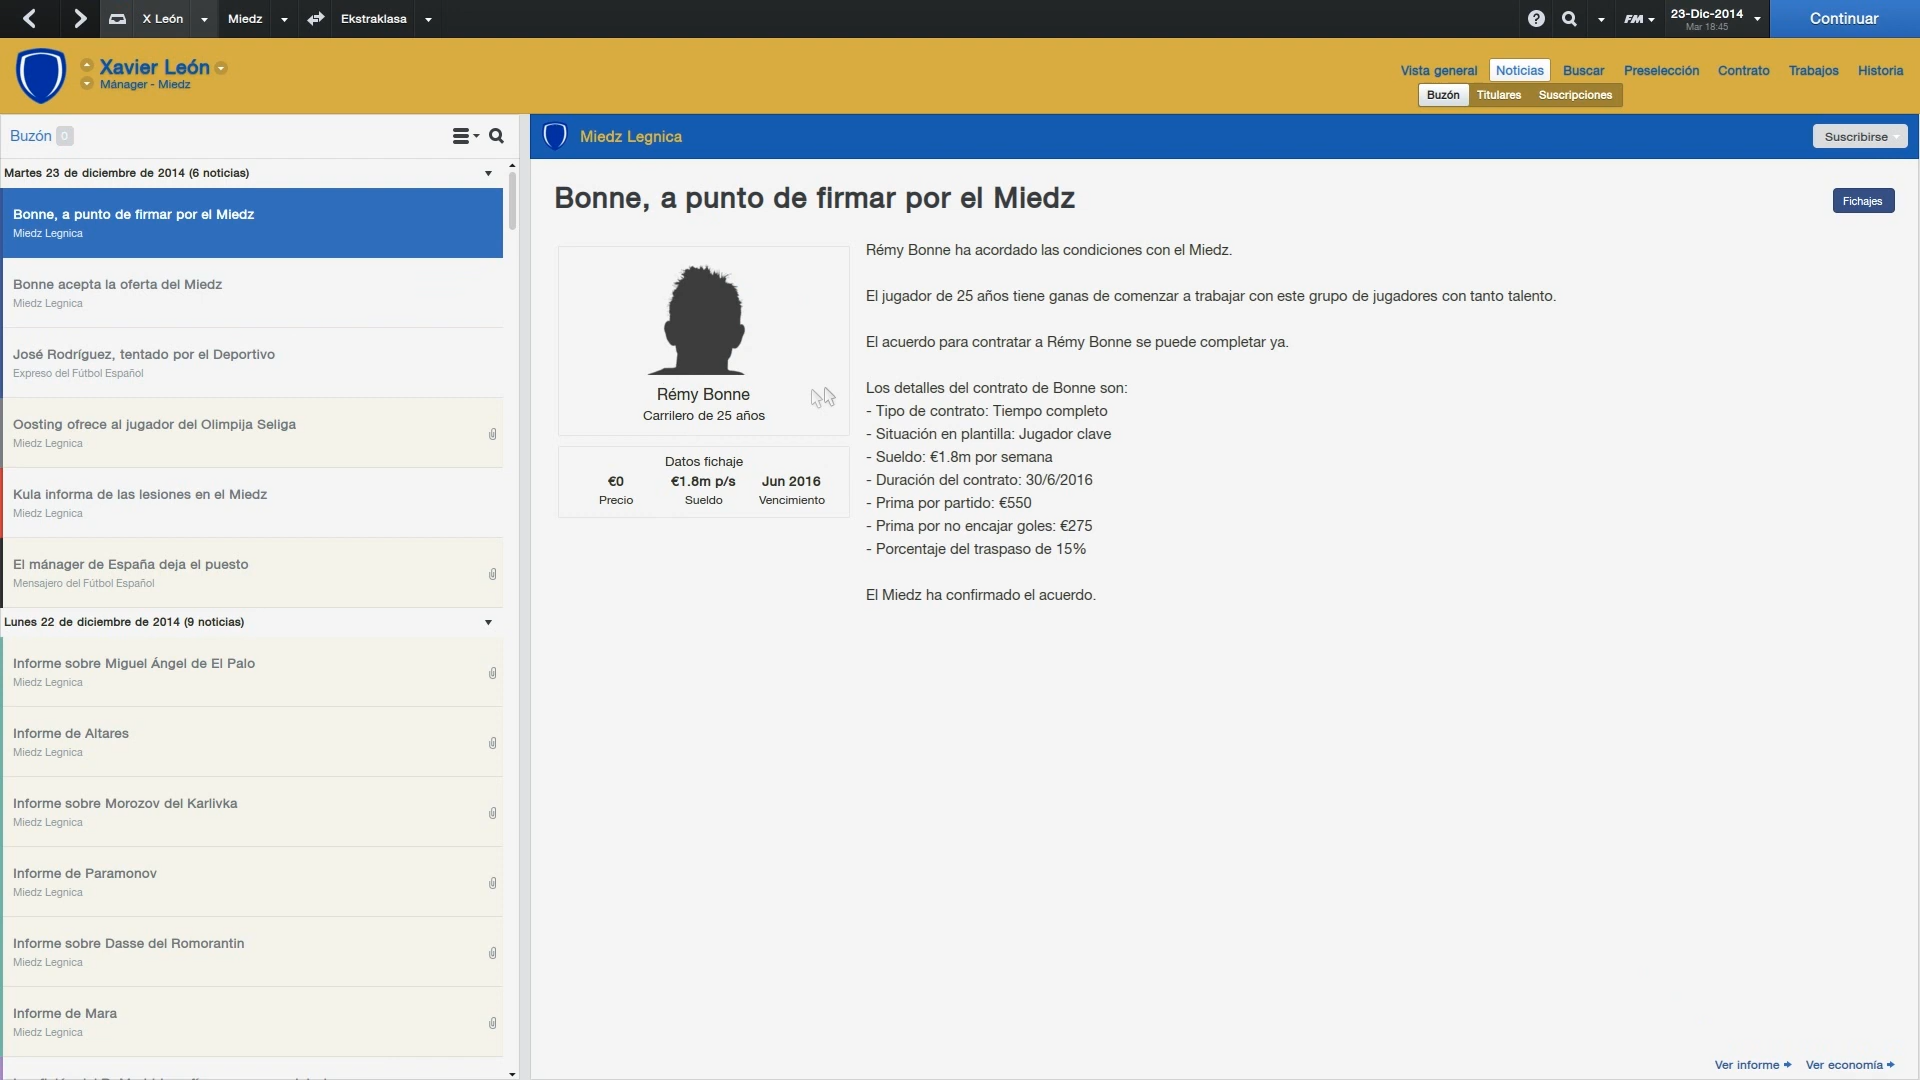 X León
Miedz
Ekstraklasa
FM
23-Dic-2014
Mar 18:45
Continuar
Xavier León
Mánager - Miedz
Vista general
Noticias
Buscar
Preselección
Contrato
Trabajos
Historia
Buzón
Titulares
Suscripciones
Buzón 0
Martes 23 de diciembre de 2014 (6 noticias)
Bonne, a punto de firmar por el Miedz
Miedz Legnica
Bonne acepta la oferta del Miedz
Miedz Legnica
José Rodríguez, tentado por el Deportivo
Expreso del Fútbol Español
Oosting ofrece al jugador del Olimpija Seliga
Miedz Legnica
Kula informa de las lesiones en el Miedz
Miedz Legnica
El mánager de España deja el puesto
Mensajero del Fútbol Español
Lunes 22 de diciembre de 2014 (9 noticias)
Informe sobre Miguel Ángel de El Palo
Miedz Legnica
Informe de Altares
Miedz Legnica
Informe sobre Morozov del Karlivka
Miedz Legnica
Informe de Paramonov
Miedz Legnica
Informe sobre Dasse del Romorantin
Miedz Legnica
Informe de Mara
Miedz Legnica
Miedz Legnica
Suscribirse
Bonne, a punto de firmar por el Miedz
Fichajes
Rémy Bonne
Carrilero de 25 años
Datos fichaje
€0
€1.8m p/s
Jun 2016
Precio
Sueldo
Vencimiento
Rémy Bonne ha acordado las condiciones con el Miedz.
El jugador de 25 años tiene ganas de comenzar a trabajar con este grupo de jugadores con tanto talento.
El acuerdo para contratar a Rémy Bonne se puede completar ya.
Los detalles del contrato de Bonne son:
- Tipo de contrato: Tiempo completo
- Situación en plantilla: Jugador clave
- Sueldo: €1.8m por semana
- Duración del contrato: 30/6/2016
- Prima por partido: €550
- Prima por no encajar goles: €275
- Porcentaje del traspaso de 15%
El Miedz ha confirmado el acuerdo.
Ver informe
Ver economía